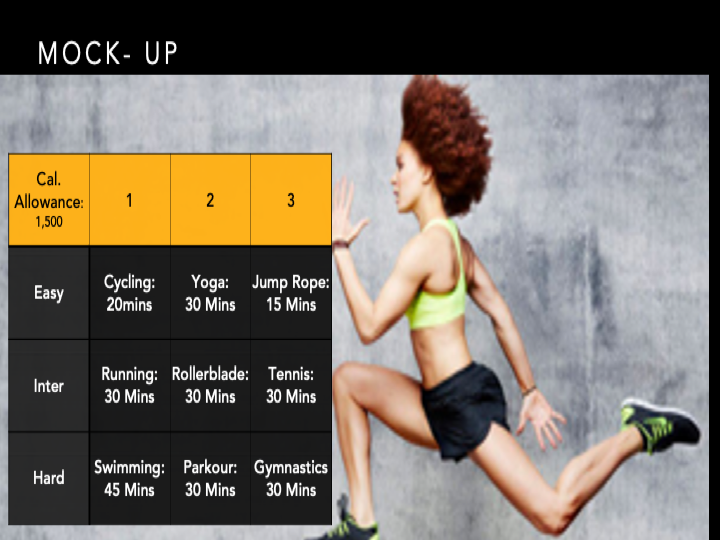 MOCK- UP
Cal. Allowance: 1,500
1
2
3
Easy
Cycling: 20mins
Yoga: 30 Mins
Jump Rope: 15 Mins
Inter
Running: 30 Mins
Rollerblade: 30 Mins
Tennis: 30 Mins
Hard
Swimming: 45 Mins
Parkour: 30 Mins
Gymnastics 30 Mins